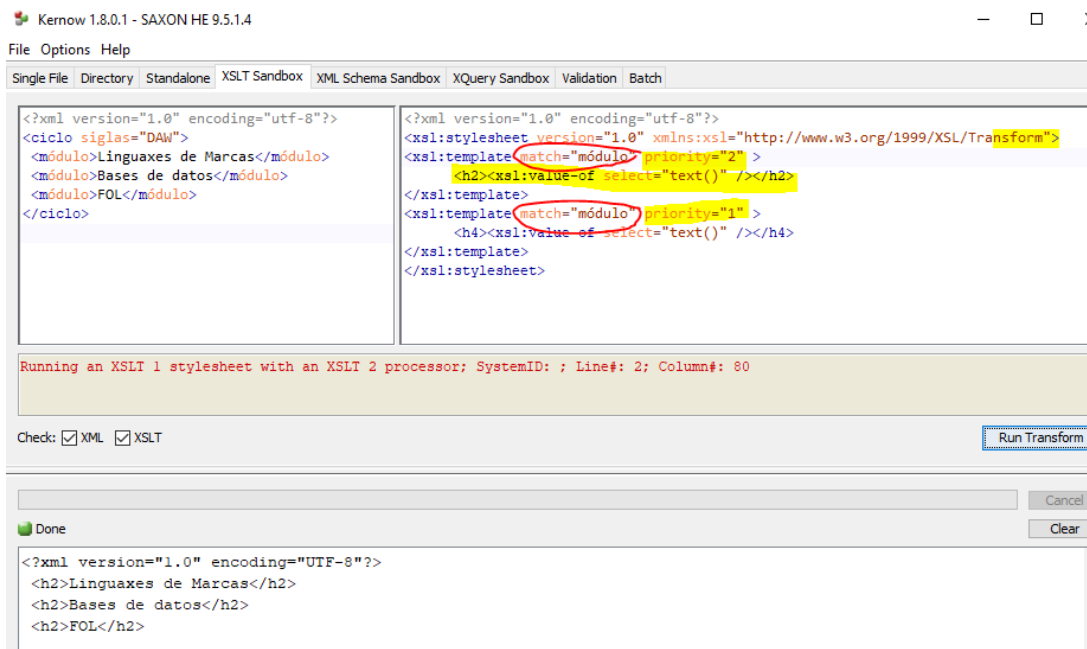 Kernow 1.8.0.1 - SAXON HE 9.5.1.4
File Options Help
Single File Directory Standalone XSLT Sandbox XML Schema Sandbox XQuery Sandbox Validation Batch
<?xml version="1.0" encoding="utf-8"?>
<ciclo siglas="DAW">
<módulo>Linguaxes de Marcas</módulo>
<módulo>Bases de datos</módulo>
<módulo>FOL</módulo>
</ciclo>
<?xml version="1.0" encoding="utf-8"?>
<xsl:stylesheet version="1.0" xmlns:xsl="http://www.w3.org/1999/XSL/Transform">
<xsl:template match="módulo" priority="2" >
<h2><xsl:value-of select="text()" /></h2>
</xsl:template>
<xsl:template match="módulo" priority="1" >
<h4><xsl:value-of select="text()" /></h4>
</xsl:template>
</xsl:stylesheet>
Running an XSLT 1 stylesheet with an XSLT 2 processor; SystemID: ; Line#: 2; Column#: 80
Check: XML XSLT
Run Transform
Cancel
Done
Clear
<?xml version="1.0" encoding="UTF-8"?>
<h2>Linguaxes de Marcas</h2>
<h2>Bases de datos</h2>
<h2>FOL</h2>